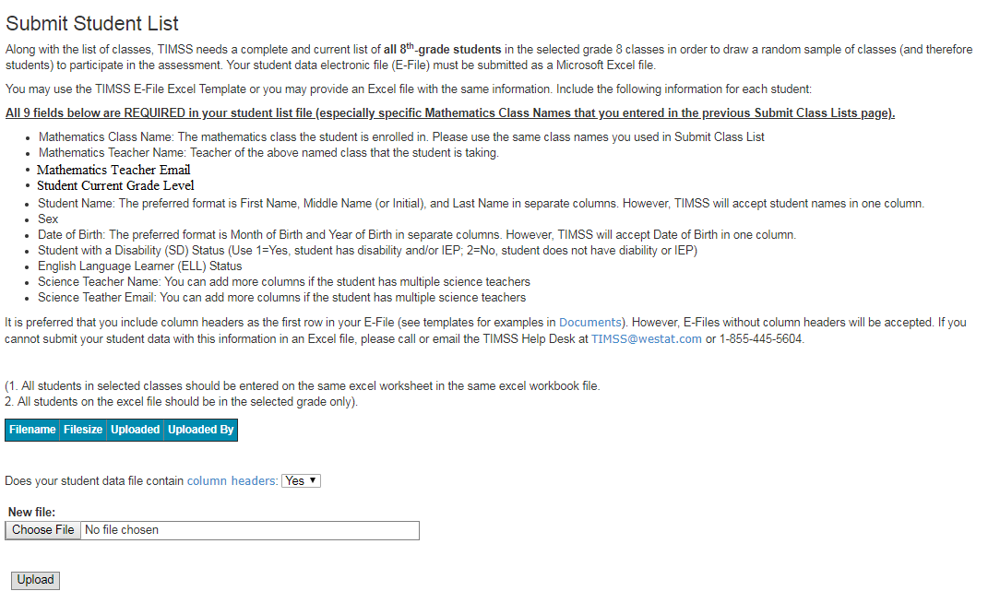 Submit Student List
Along with the list of classes, TIMSS needs a complete and current list of all 8th-grade students in the selected grade 8 classes in order to draw a random sample of classes (and therefore
students) to participate in the assessment. Your student data electronic file (E-File) must be submitted as a Microsoft Excel file.
You may use the TIMSS E-File Excel Template or you may provide an Excel file with the same information. Include the following information for each student:
All 9 fields below are REQUIRED in your student list file (especially specific Mathematics Class Names that you entered in the previous Submit Class Lists page).
• Mathematics Class Name: The mathematics class the student is enrolled in. Please use the same class names you used in Submit Class List
• Mathematics Teacher Name: Teacher of the above named class that the student is taking.
• Mathematics Teacher Email
• Student Current Grade Level
• Student Name: The preferred format is First Name, Middle Name (or Initial), and Last Name in separate columns. However, TIMSS will accept student names in one column.
• Sex
• Date of Birth: The preferred format is Month of Birth and Year of Birth in separate columns. However, TIMSS will accept Date of Birth in one column.
• Student with a Disability (SD) Status (Use 1=Yes, student has disability and/or IEP; 2=No, student does not have diability or IEP)
• English Language Learner (ELL) Status
• Science Teacher Name: You can add more columns if the student has multiple science teachers
• Science Teather Email: You can add more columns if the student has multiple science teachers
It is preferred that you include column headers as the first row in your E-File (see templates for examples in Documents). However, E-Files without column headers will be accepted. If you
cannot submit your student data with this information in an Excel file, please call or email the TIMSS Help Desk at TIMSS@westat.com or 1-855-445-5604.
(1. All students in selected classes should be entered on the same excel worksheet in the same excel workbook file.
2. All students on the excel file should be in the selected grade only).
Filename Filesize Uploaded Uploaded By
Does your student data file contain column headers: Yes
New file:
Choose File No file chosen
Upload